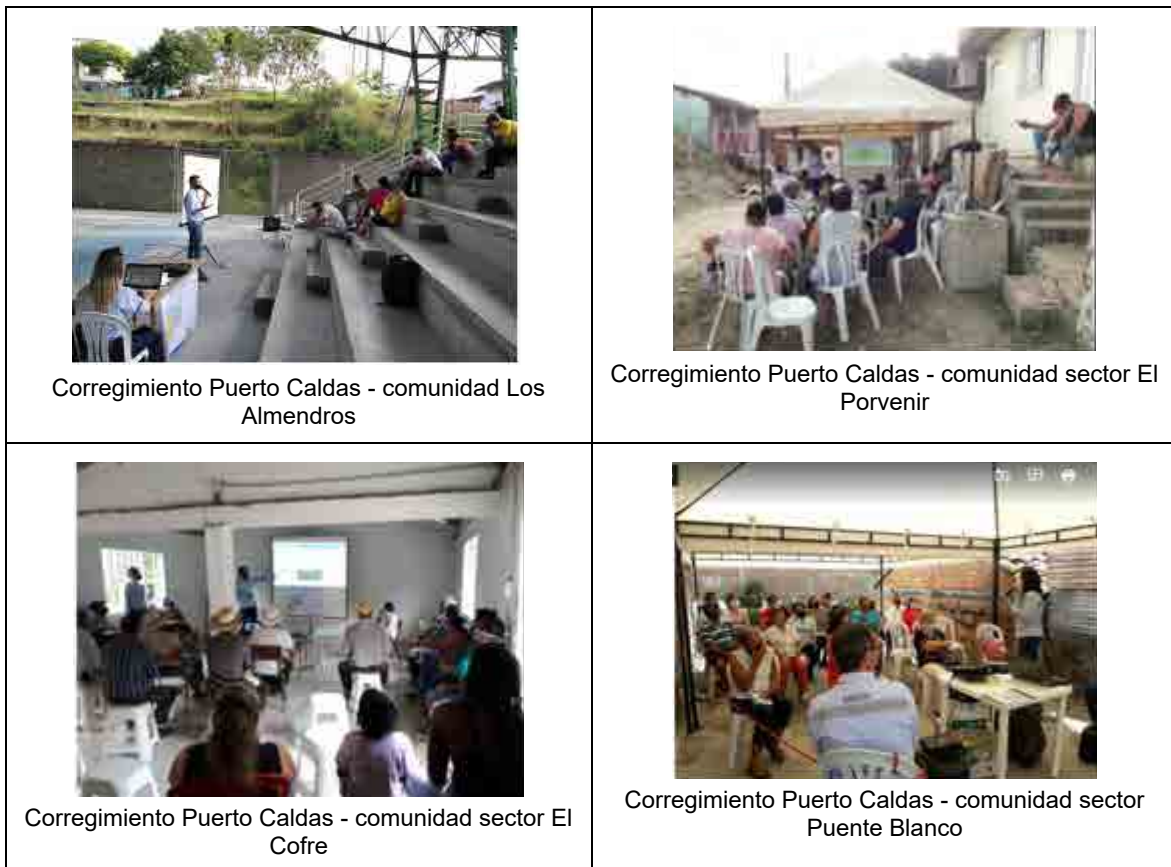 Corregimiento Puerto Caldas - comunidad Los
Almendros
Corregimiento Puerto Caldas - comunidad sector El
Porvenir
Corregimiento Puerto Caldas - comunidad sector El
Cofre
Corregimiento Puerto Caldas - comunidad sector
Puente Blanco